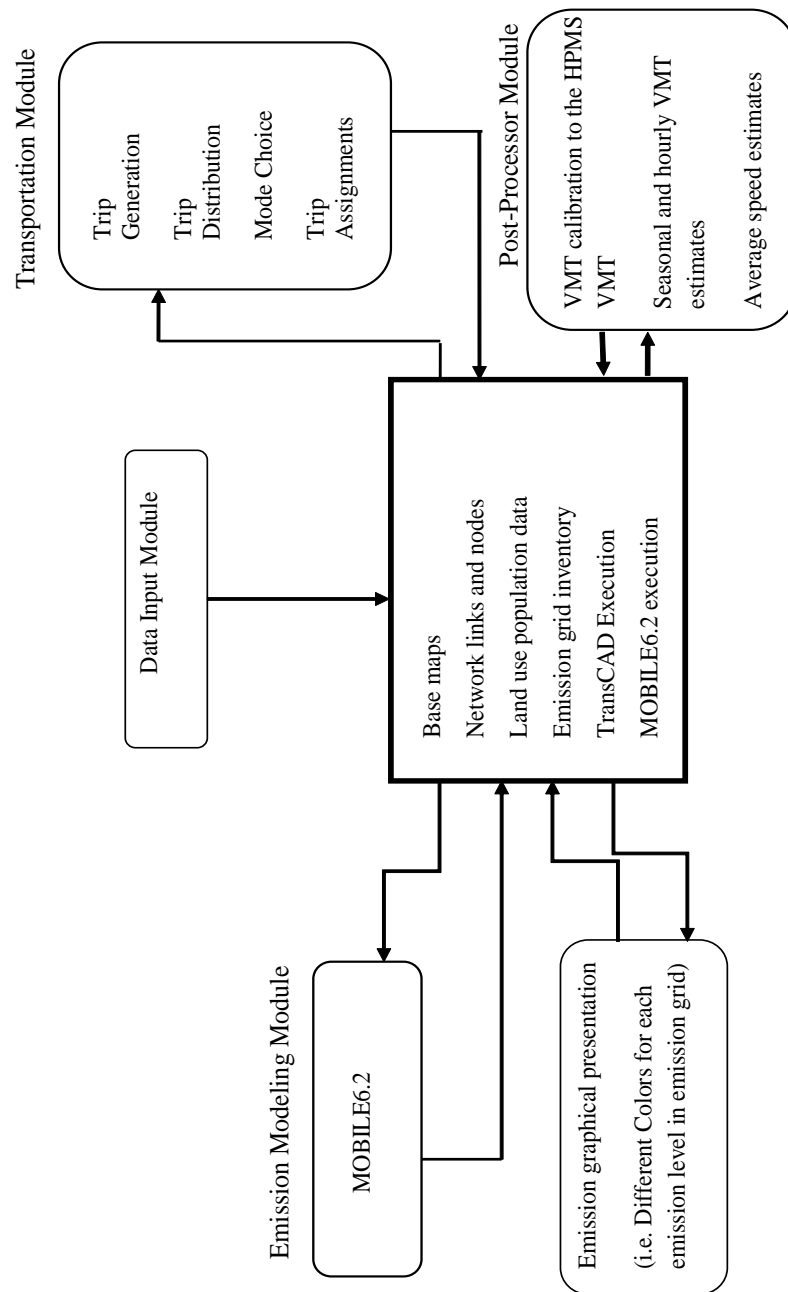 Transportation Module
Trip
Generation
Trip
Distribution
Mode Choice
Trip
Assignments
Data Input Module
Post-Processor Module
VMT calibration to the HPMS
VMT
Seasonal and hourly VMT
estimates
Average speed estimates
Base maps
Network links and nodes
Land use population data
Emission grid inventory
TransCAD Execution
MOBILE6.2 execution
Emission Modeling Module
MOBILE6.2
Emission graphical presentation
(i.e. Different Colors for each
emission level in emission grid)